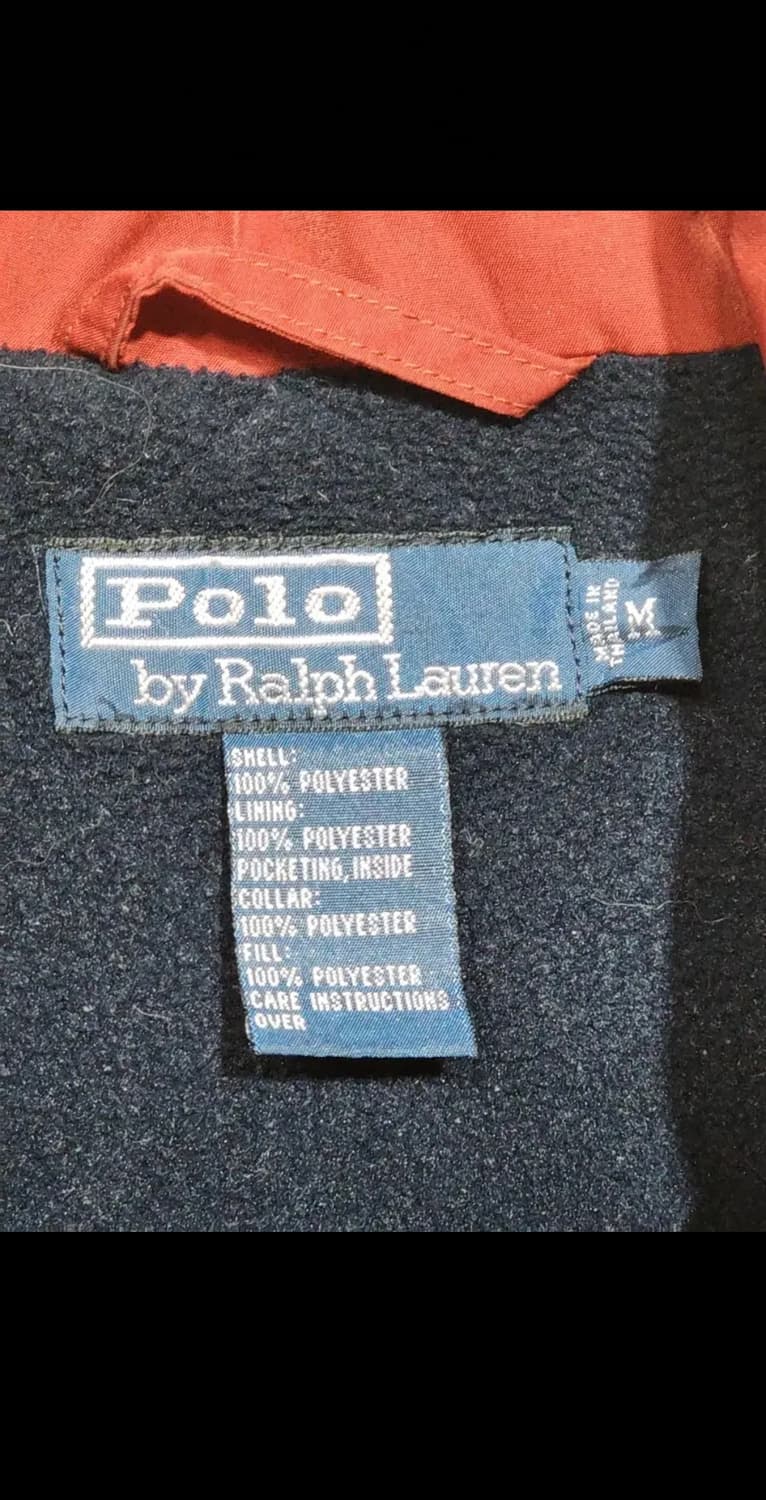 Polo
by Ralph Lauren
MADE IN
THAILAND
M
SHELL:
100% POLYESTER
LINING:
100% POLYESTER
POCKETING, INSIDE
COLLAR:
100% POLYESTER
FILL:
100% POLYESTER
CARE INSTRUCTIONS
OVER